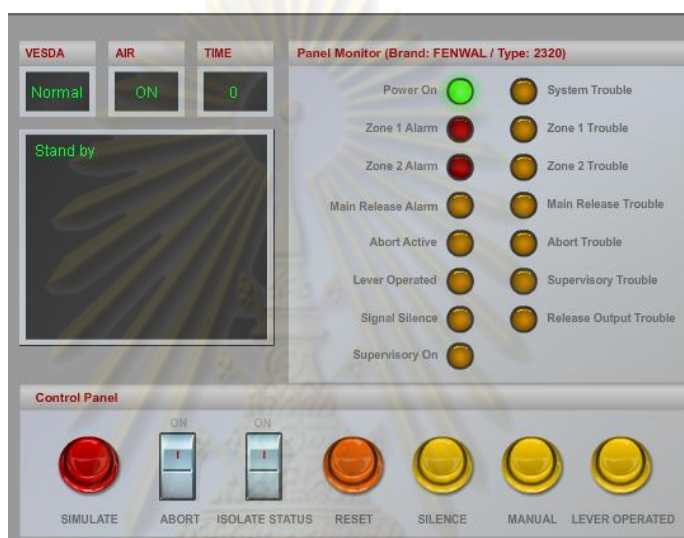 VESDA
AIR
TIME
Normal
ON
0
Stand by
Panel Monitor (Brand: FENWAL / Type: 2320)
Power On
System Trouble
Zone 1 Alarm
Zone 1 Trouble
Zone 2 Alarm
Zone 2 Trouble
Main Release Alarm
Main Release Trouble
Abort Active
Abort Trouble
Lever Operated
Supervisory Trouble
Signal Silence
Release Output Trouble
Supervisory On
Control Panel
ON
ON
I
I
SIMULATE
ABORT
ISOLATE STATUS
RESET
SILENCE
MANUAL
LEVER OPERATED